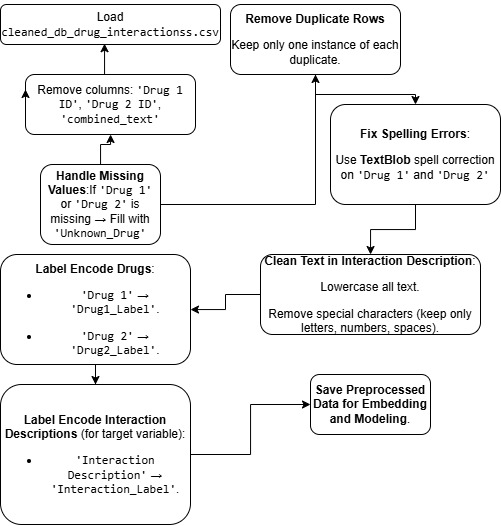 Load
cleaned_db_drug_interactionss.csv
Remove columns: 'Drug 1
ID', 'Drug 2 ID',
'combined_text'
Handle Missing
Values:If 'Drug 1'
or 'Drug 2' is
missing → Fill with
'Unknown_Drug'
Remove Duplicate Rows
Keep only one instance of each
duplicate.
Fix Spelling Errors:
Use TextBlob spell correction
on 'Drug 1' and 'Drug 2'
Clean Text in Interaction Description:
Lowercase all text.
Remove special characters (keep only
letters, numbers, spaces).
Label Encode Drugs:
• 'Drug 1' →
'Drug1_Label'.
• 'Drug 2' →
'Drug2_Label'.
Label Encode Interaction
Descriptions (for target variable):
• 'Interaction
Description' →
'Interaction_Label'.
Save Preprocessed
Data for Embedding
and Modeling.